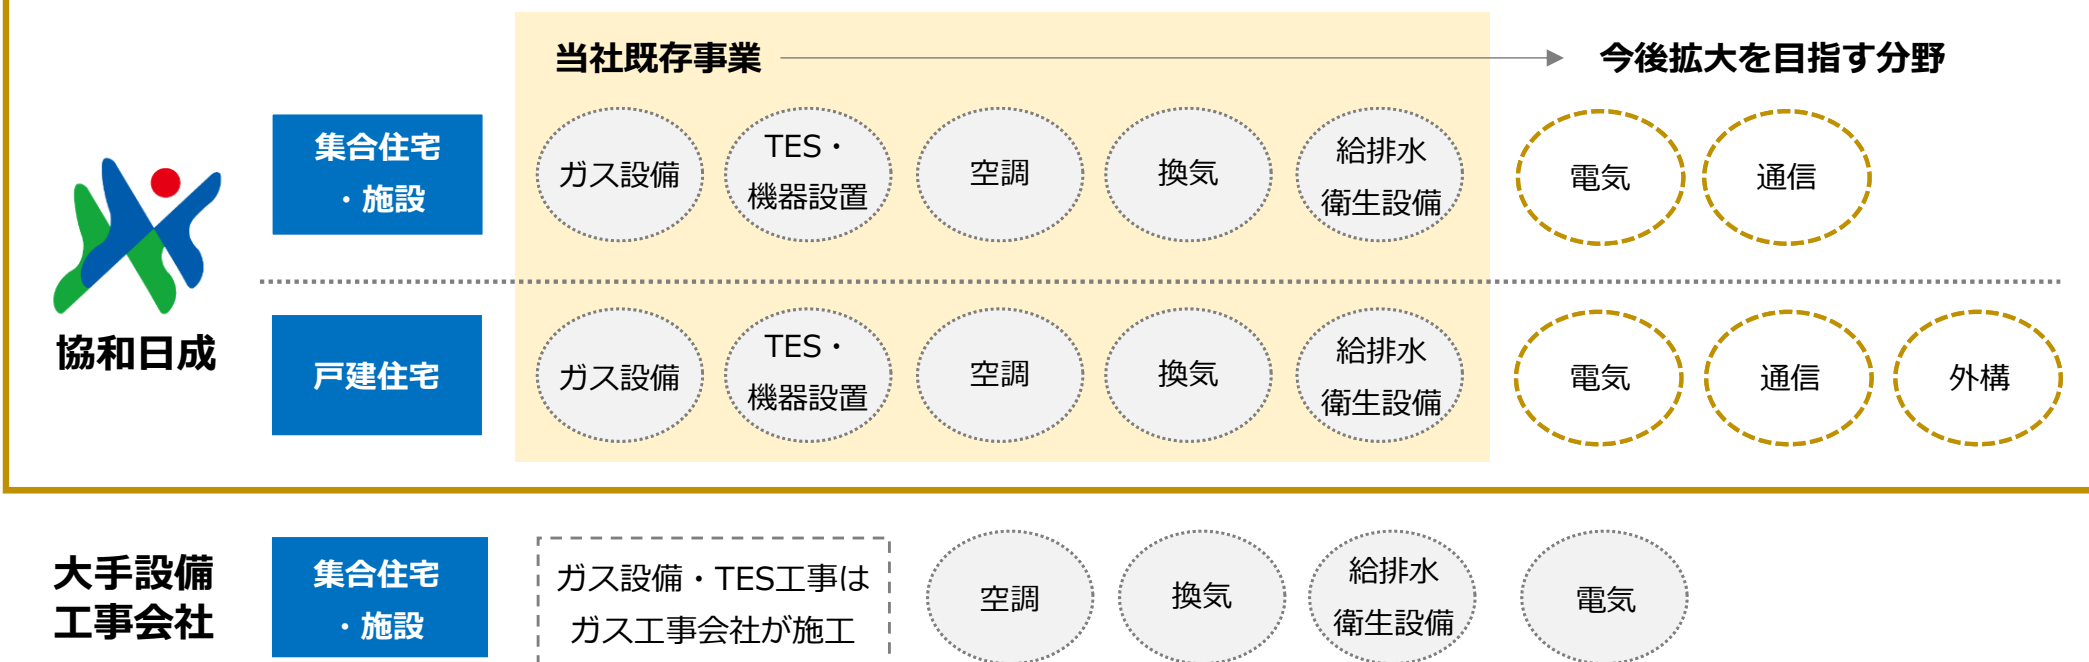 当社既存事業
今後拡大を目指す分野
集合住宅
・施設
ガス設備
TES・
機器設置
空調
換気
給排水
衛生設備
電気
通信
協和日成
戸建住宅
ガス設備
TES・
機器設置
空調
換気
給排水
衛生設備
電気
通信
外構
大手設備
工事会社
集合住宅
・施設
ガス設備・TES工事は
ガス工事会社が施工
空調
換気
給排水
衛生設備
電気